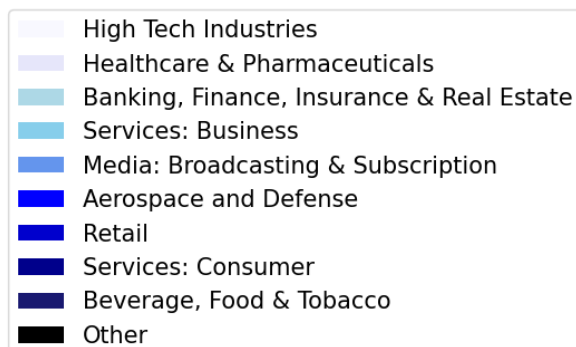 High Tech Industries
Healthcare & Pharmaceuticals
Banking, Finance, Insurance & Real Estate
Services: Business
Media: Broadcasting & Subscription
Aerospace and Defense
Retail
Services: Consumer
Beverage, Food & Tobacco
Other